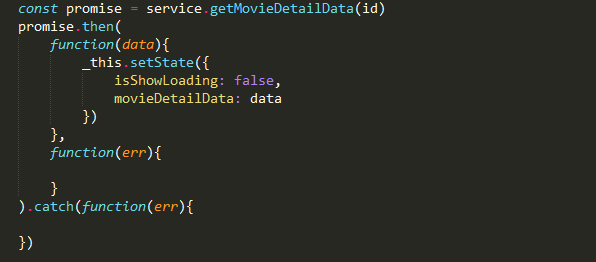 const promise = service.getMovieDetailData(id)
promise.then(
    function(data){
        _this.setState({
            isShowLoading: false,
            movieDetailData: data
        })
    },
    function(err){

    }
).catch(function(err){

})